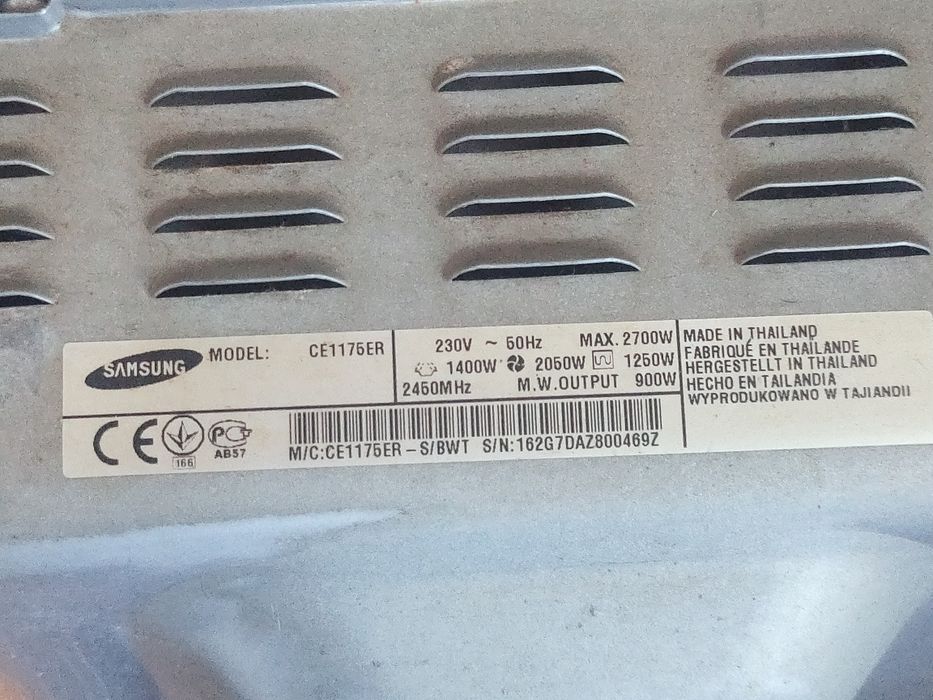 SAMSUNG
MODEL: CE1175ER
230V ~ 50Hz MAX. 2700W
1400W 2050W 1250W
2450MHz M.W.OUTPUT 900W
MADE IN THAILAND
FABRIQUÉ EN THAILANDE
HERGESTELLT IN THAILAND
HECHO EN TAILANDIA
WYPRODUKOWANO W TAJIANDII
CE
166
AB57
M/C:CE1175ER-S/BWT S/N:162G7DAZ800469Z